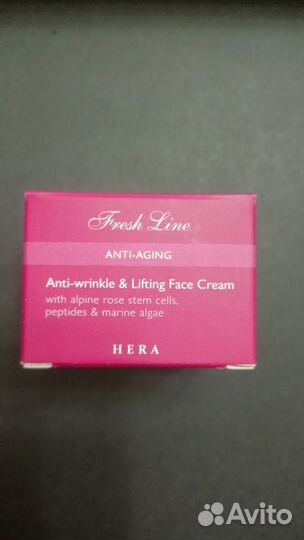 Fresh Line
ANTI-AGING
Anti-wrinkle & Lifting Face Cream
with alpine rose stem cells,
peptides & marine algae
HERA
Avito